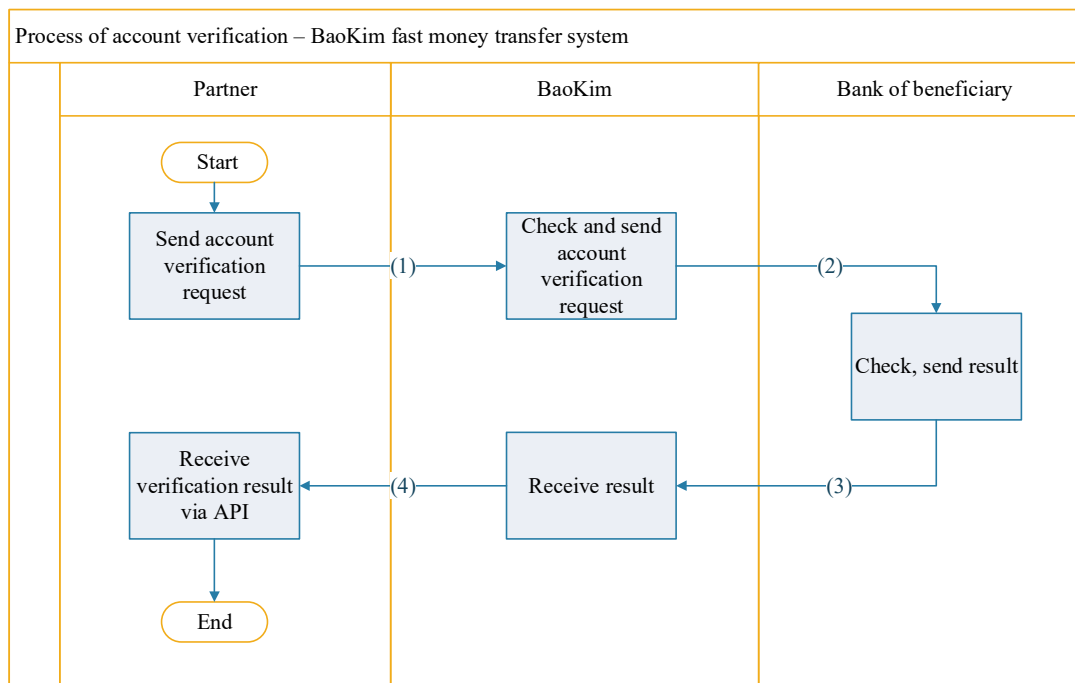 Process of account verification – BaoKim fast money transfer system
Partner
BaoKim
Bank of beneficiary
Start
Send account
verification
request
(1)
Check and send
account
verification
request
(2)
Check, send result
Receive
verification result
via API
(4)
Receive result
(3)
End